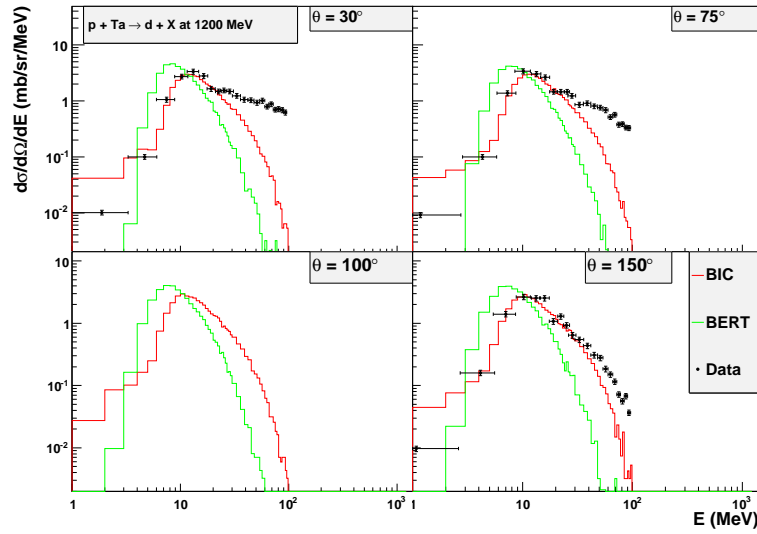 p + Ta → d + X at 1200 MeV
θ = 30°
θ = 75°
dσ/dΩ/dE (mb/sr/MeV)
10
1
10⁻¹
10⁻²
θ = 100°
θ = 150°
10
1
10⁻¹
10⁻²
BIC
BERT
Data
1 10 10² 10³
1 10 10² 10³
E (MeV)